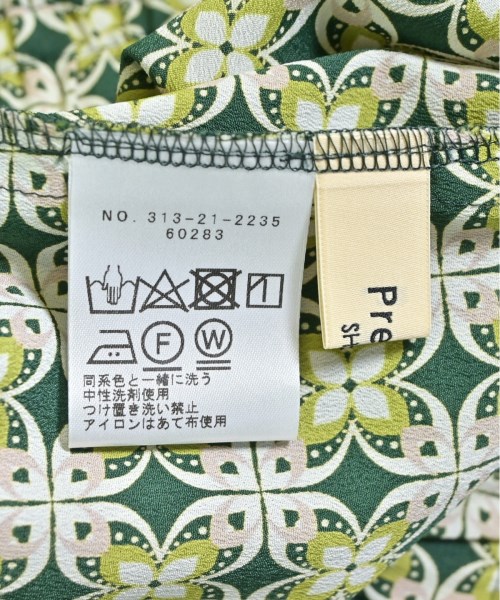 NO. 313-21-2235
60283
F
W
同系色と一緒に洗う
中性洗剤使用
つけ置き洗い禁止
アイロンはあて布使用
Pre
SH